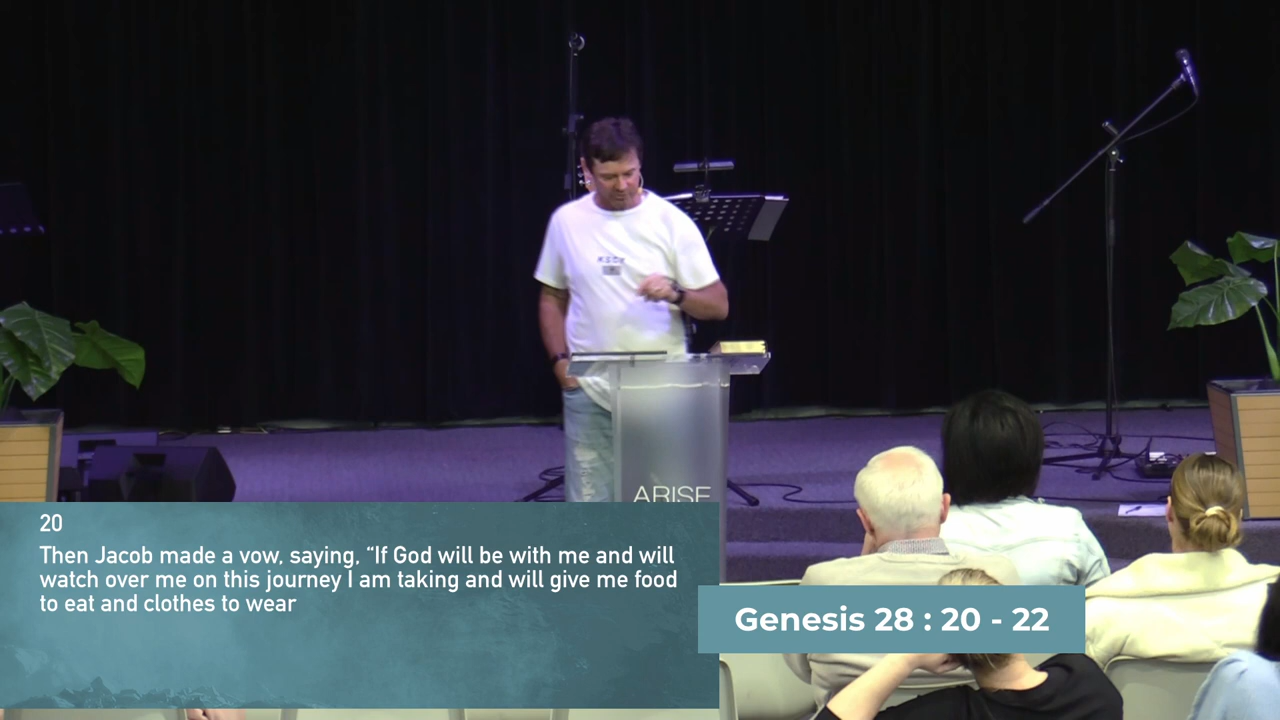 ARISE
20
Then Jacob made a vow, saying, “If God will be with me and will
watch over me on this journey I am taking and will give me food
to eat and clothes to wear
Genesis 28 : 20 - 22